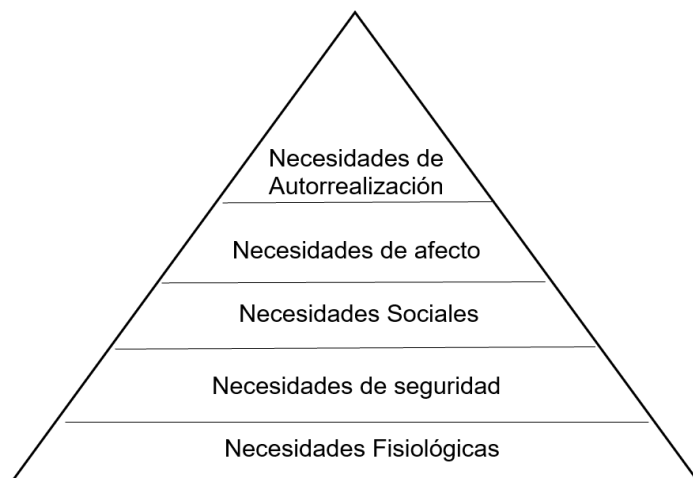 Necesidades de
Autorrealización
Necesidades de afecto
Necesidades Sociales
Necesidades de seguridad
Necesidades Fisiológicas